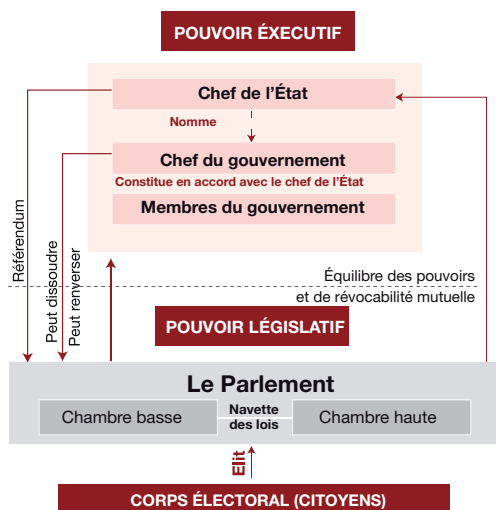 POUVOIR ÉXECUTIF
Chef de l'État
Nomme
Chef du gouvernement
Constitue en accord avec le chef de l'État
Membres du gouvernement
Référendum
Peut dissoudre
Peut renverser
Équilibre des pouvoirs
et de révocabilité mutuelle
POUVOIR LÉGISLATIF
Le Parlement
Chambre basse
Navette
des lois
Chambre haute
Elit
CORPS ÉLECTORAL (CITOYENS)